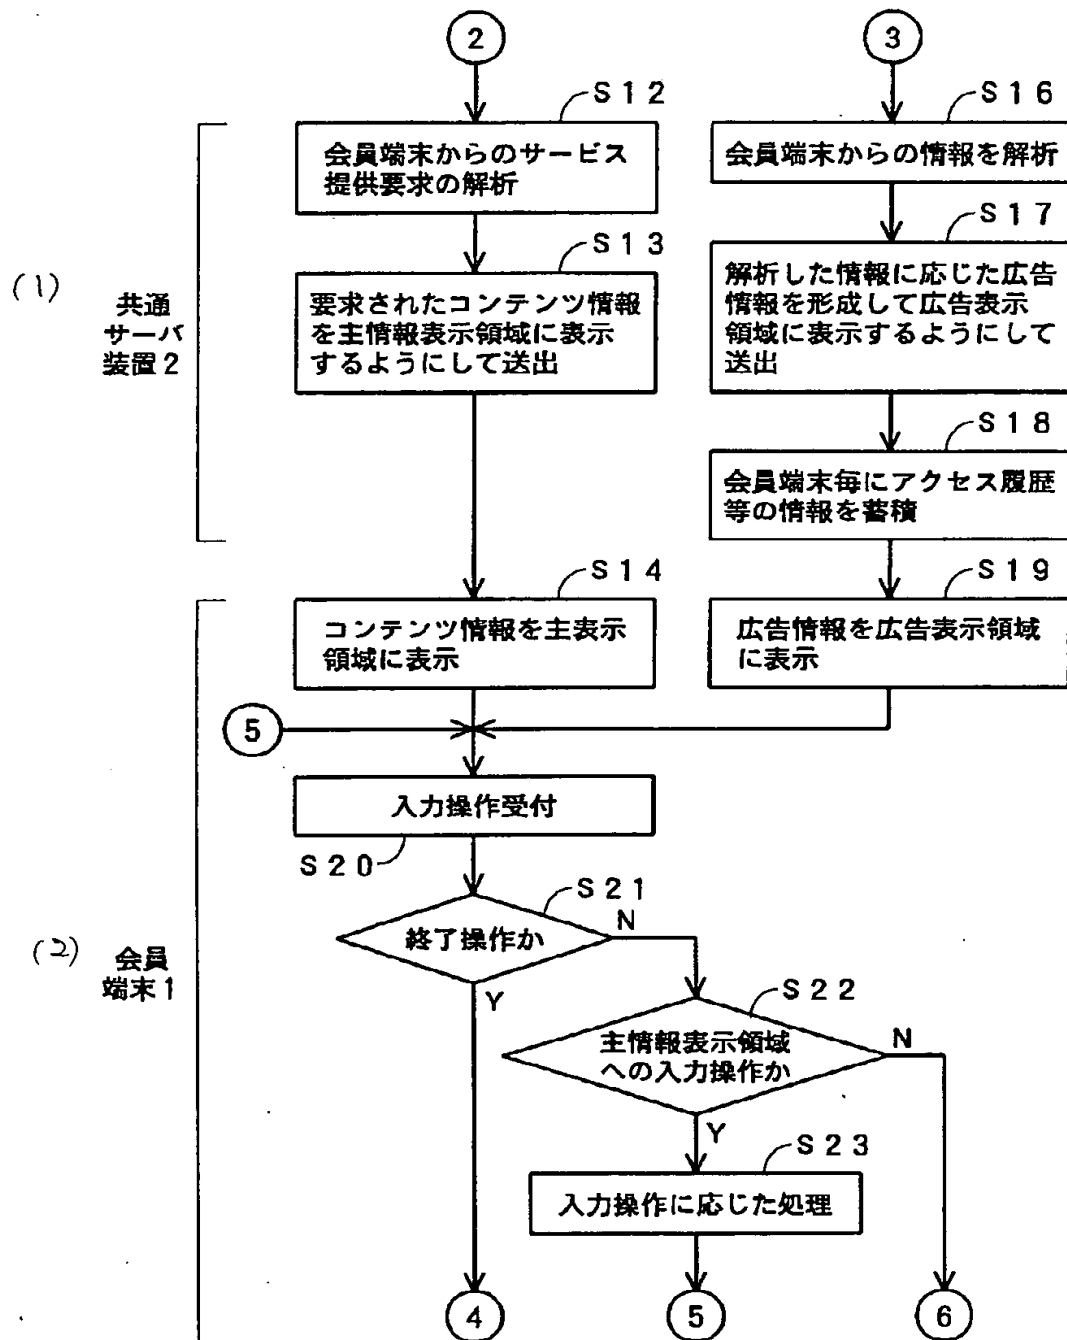 ②
③
S12
会員端末からのサービス
提供要求の解析
S16
会員端末からの情報を解析
(1)
共通
サーバ
装置2
S13
要求されたコンテンツ情報
を主情報表示領域に表示
するようにして送出
S17
解析した情報に応じた広告
情報を形成して広告表示
領域に表示するようにして
送出
S18
会員端末毎にアクセス履歴
等の情報を蓄積
S14
コンテンツ情報を主表示
領域に表示
S19
広告情報を広告表示領域
に表示
⑤
入力操作受付
S20
S21
終了操作か
N
Y
(2)
会員
端末1
S22
主情報表示領域
への入力操作か
N
Y
S23
入力操作に応じた処理
④
⑤
⑥